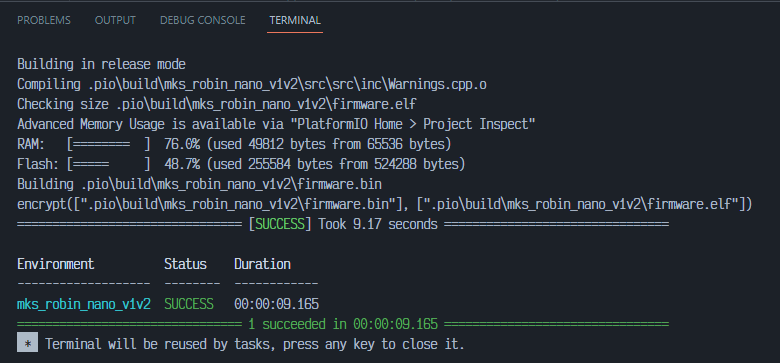 PROBLEMS OUTPUT DEBUG CONSOLE TERMINAL
Building in release mode
Compiling .pio\build\mks_robin_nano_v1v2\src\src\inc\Warnings.cpp.o
Checking size .pio\build\mks_robin_nano_v1v2\firmware.elf
Advanced Memory Usage is available via "PlatformIO Home > Project Inspect"
RAM:   [========  ]  76.0% (used 49812 bytes from 65536 bytes)
Flash: [=====     ]  48.7% (used 255584 bytes from 524288 bytes)
Building .pio\build\mks_robin_nano_v1v2\firmware.bin
encrypt([".pio\build\mks_robin_nano_v1v2\firmware.bin"], [".pio\build\mks_robin_nano_v1v2\firmware.elf"])
================================ [SUCCESS] Took 9.17 seconds ================================
Environment          Status    Duration
-------------------  --------  ------------
mks_robin_nano_v1v2  SUCCESS   00:00:09.165
================================ 1 succeeded in 00:00:09.165 ================================
* Terminal will be reused by tasks, press any key to close it.